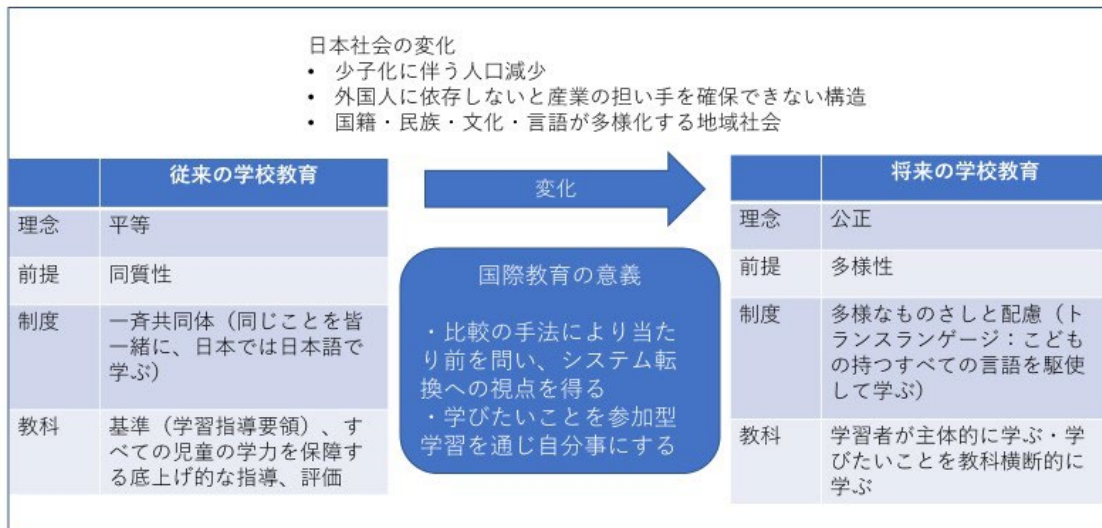 日本社会の変化
• 少子化に伴う人口減少
• 外国人に依存しないと産業の担い手を確保できない構造
• 国籍・民族・文化・言語が多様化する地域社会
従来の学校教育
理念 平等
前提 同質性
制度 一斉共同体（同じことを皆
一緒に、日本では日本語で
学ぶ）
教科 基準（学習指導要領）、す
べての児童の学力を保障す
る底上げ的な指導、評価
変化
国際教育の意義
・比較の手法により当た
り前を問い、システム転
換への視点を得る
・学びたいことを参加型
学習を通じ自分事にする
将来の学校教育
理念 公正
前提 多様性
制度 多様なものさしと配慮（ト
ランスランゲージ：こども
の持つすべての言語を駆使
して学ぶ）
教科 学習者が主体的に学ぶ・学
びたいことを教科横断的に
学ぶ